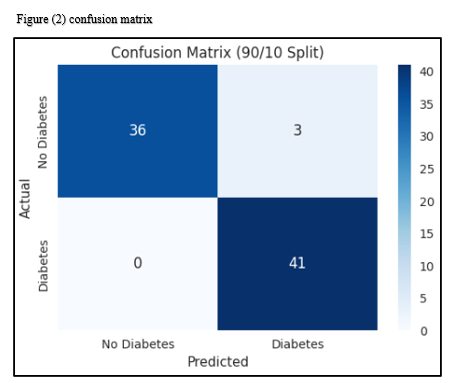 Figure (2) confusion matrix
Confusion Matrix (90/10 Split)
No Diabetes
36
3
Actual
Diabetes
0
41
No Diabetes
Diabetes
Predicted
40
35
30
25
20
15
10
5
0